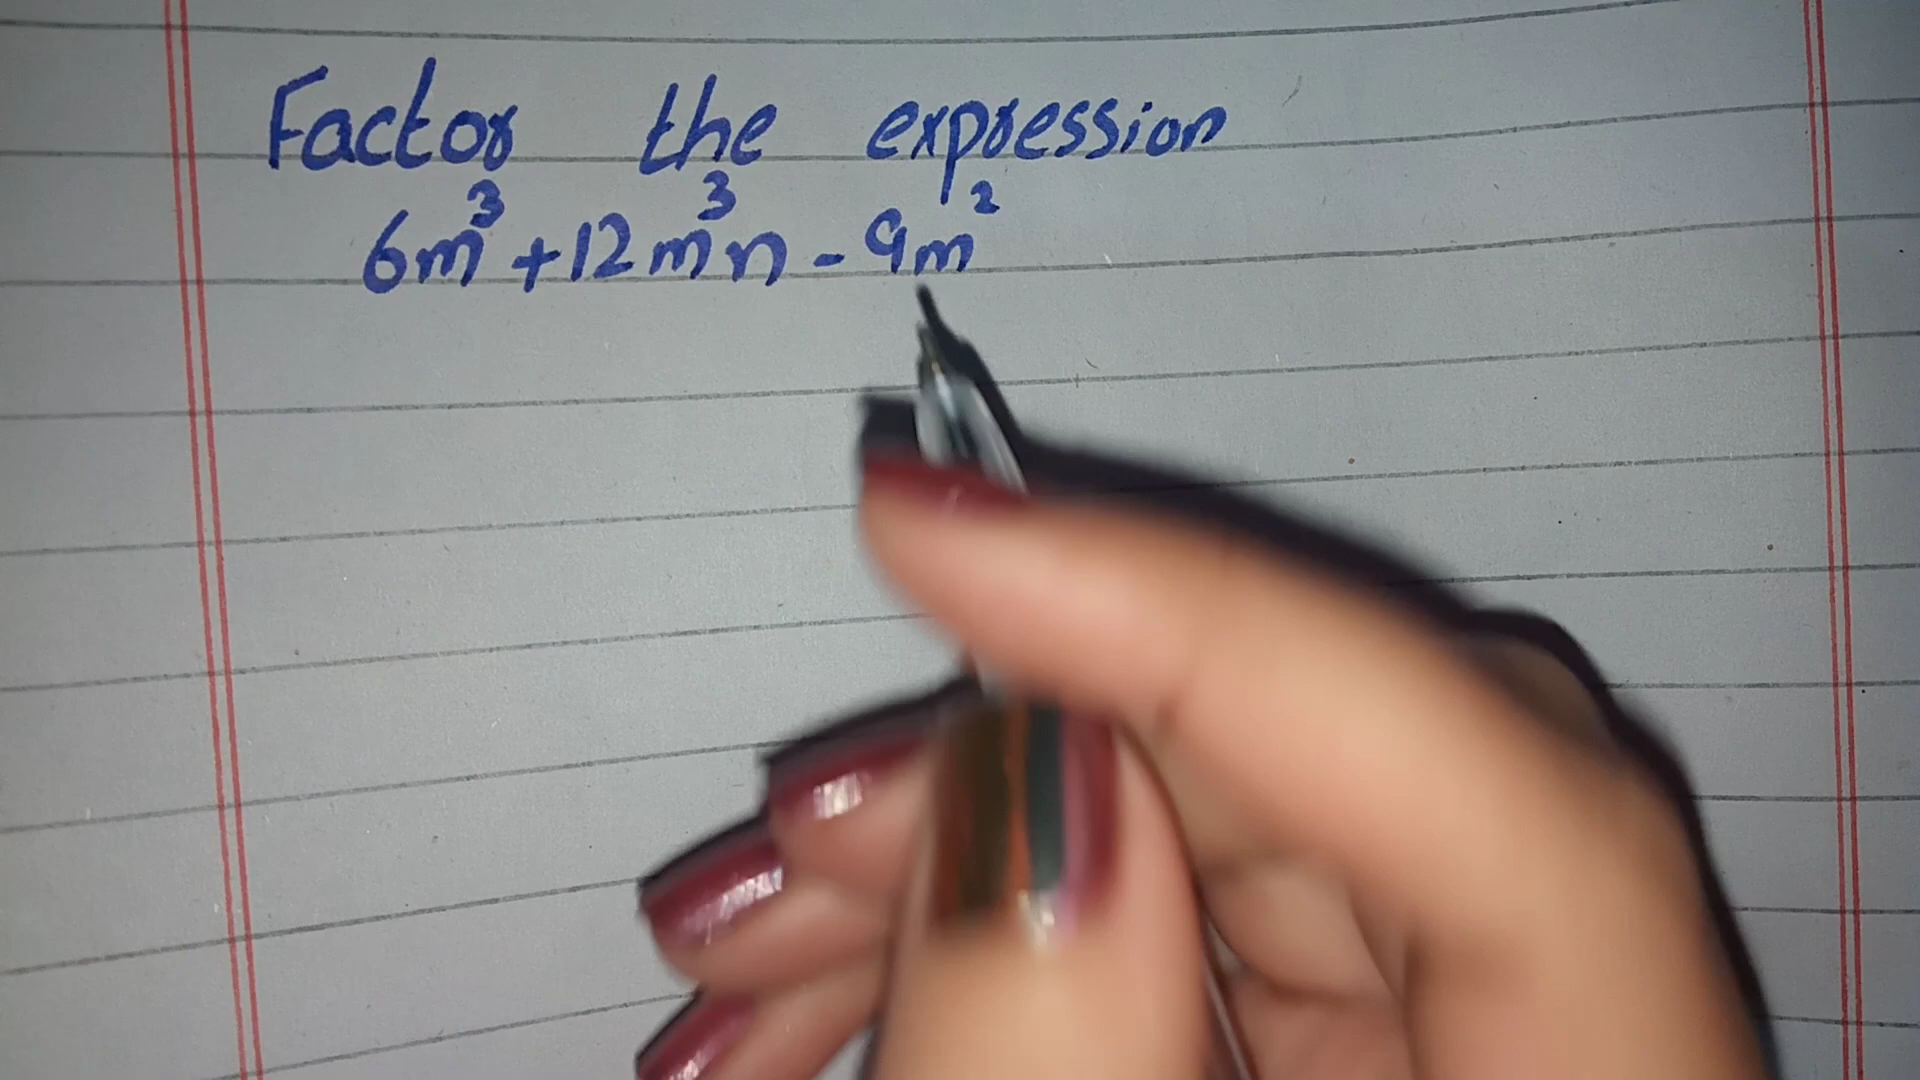 Factor the expression
6m³+12m³n-9m²